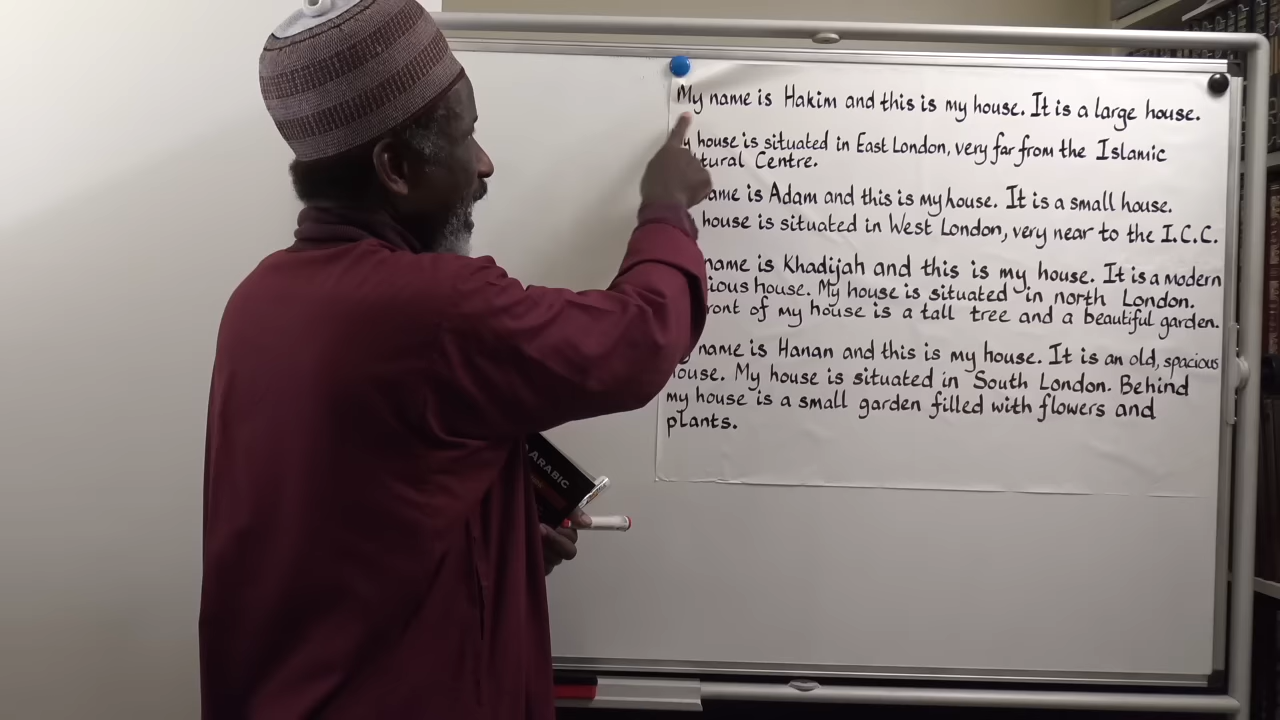 My name is Hakim and this is my house. It is a large house.
house is situated in East London, very far from the Islamic
Centre.
name is Adam and this is my house. It is a small house.
house is situated in West London, very near to the I.C.C.
name is Khadijah and this is my house. It is a modern
house. My house is situated in north London.
of my house is a tall tree and a beautiful garden.
name is Hanan and this is my house. It is an old, spacious
house. My house is situated in South London. Behind
my house is a small garden filled with flowers and
plants.
ARABIC